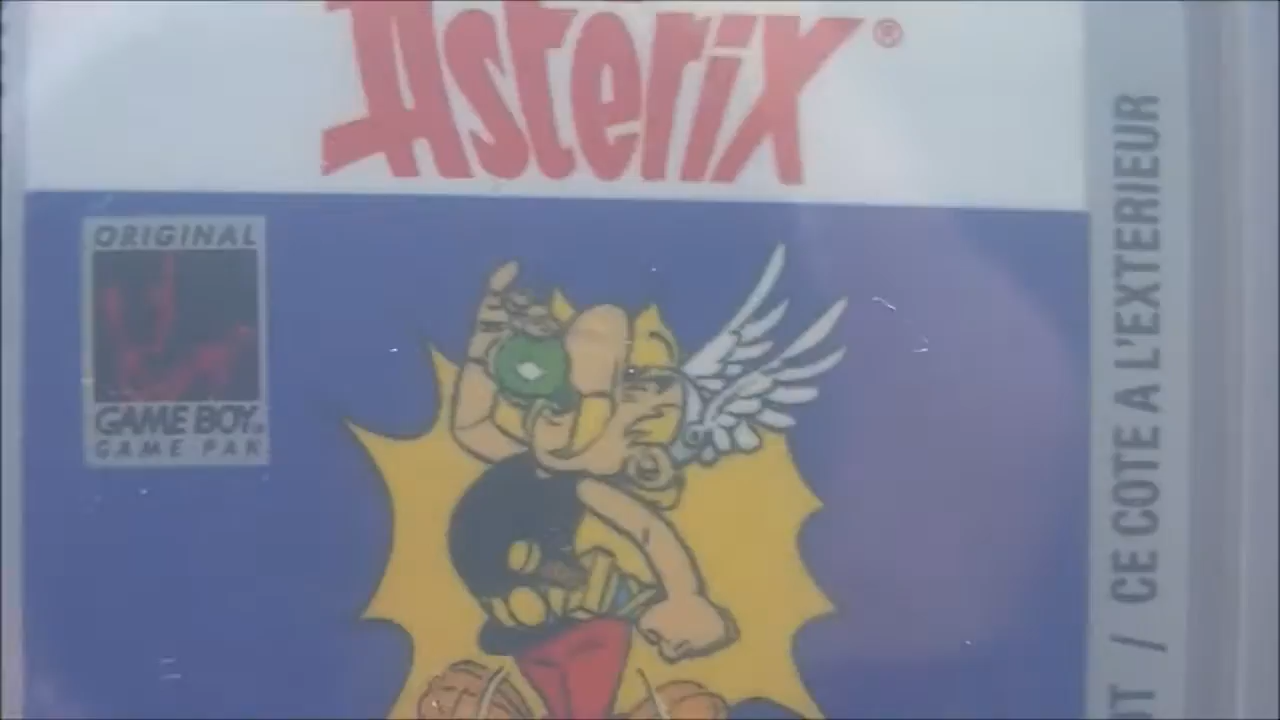 Asterix®
ORIGINAL
GAME BOY
GAME PAK
/ CE COTE A L'EXTERIEUR